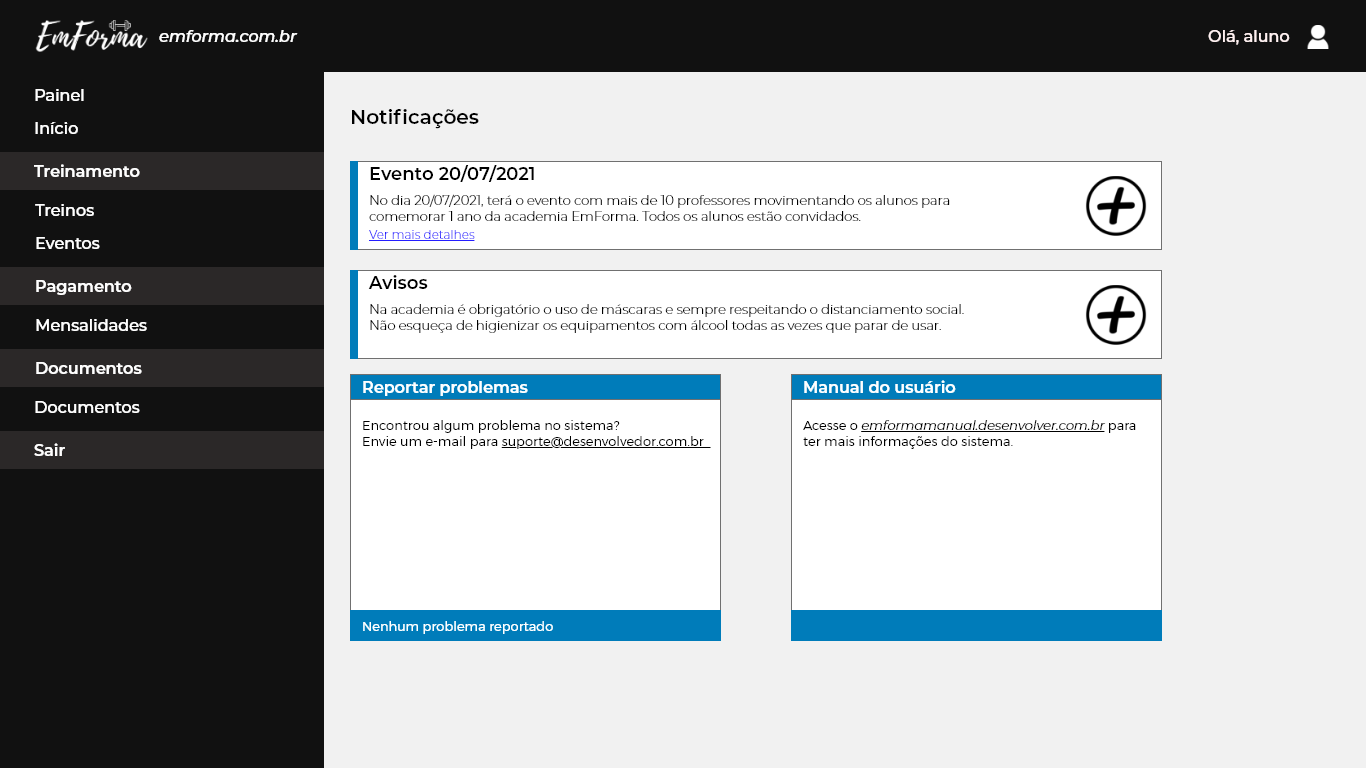 EmForma emforma.com.br
Olá, aluno
Painel
Início
Treinamento
Treinos
Eventos
Pagamento
Mensalidades
Documentos
Documentos
Sair
Notificações
Evento 20/07/2021
No dia 20/07/2021, terá o evento com mais de 10 professores movimentando os alunos para
comemorar 1 ano da academia EmForma. Todos os alunos estão convidados.
Ver mais detalhes
Avisos
Na academia é obrigatório o uso de máscaras e sempre respeitando o distanciamento social.
Não esqueça de higienizar os equipamentos com álcool todas as vezes que parar de usar.
Reportar problemas
Encontrou algum problema no sistema?
Envie um e-mail para suporte@desenvolvedor.com.br
Nenhum problema reportado
Manual do usuário
Acesse o emformamanual.desenvolver.com.br para
ter mais informações do sistema.